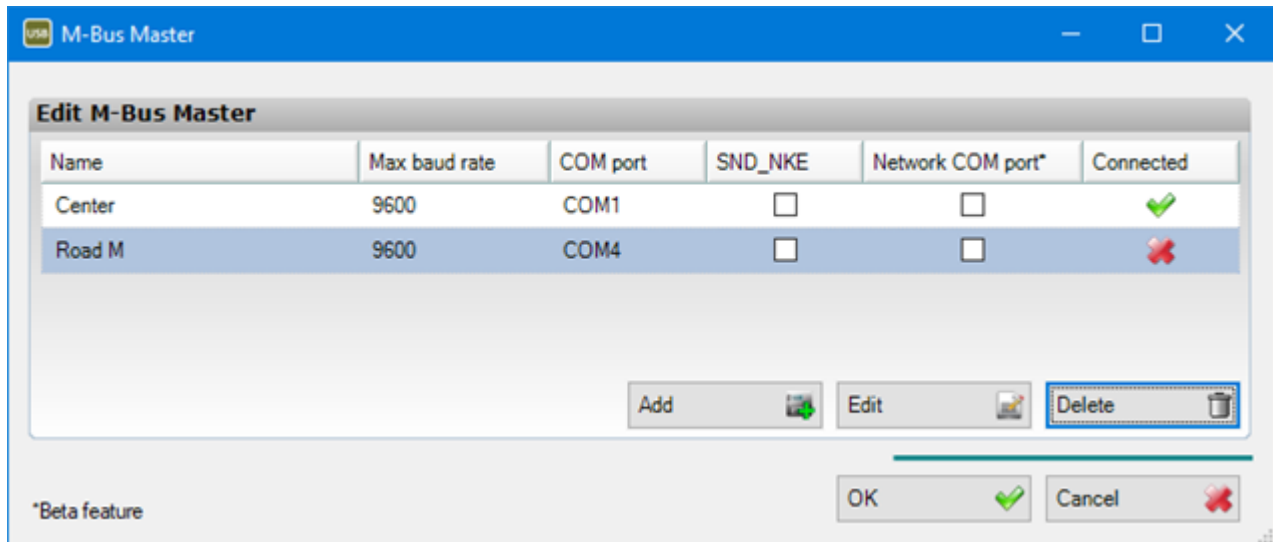 USB M-Bus Master
Edit M-Bus Master
Name Max baud rate COM port SND_NKE Network COM port* Connected
Center 9600 COM1
Road M 9600 COM4
Add Edit Delete
OK Cancel
*Beta feature